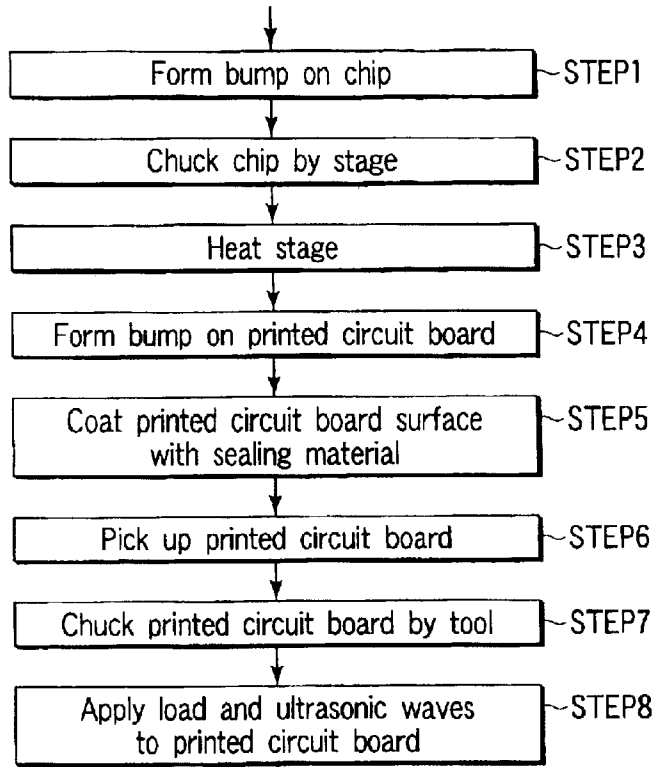 Form bump on chip
STEP1
Chuck chip by stage
STEP2
Heat stage
STEP3
Form bump on printed circuit board
STEP4
Coat printed circuit board surface
with sealing material
STEP5
Pick up printed circuit board
STEP6
Chuck printed circuit board by tool
STEP7
Apply load and ultrasonic waves
to printed circuit board
STEP8